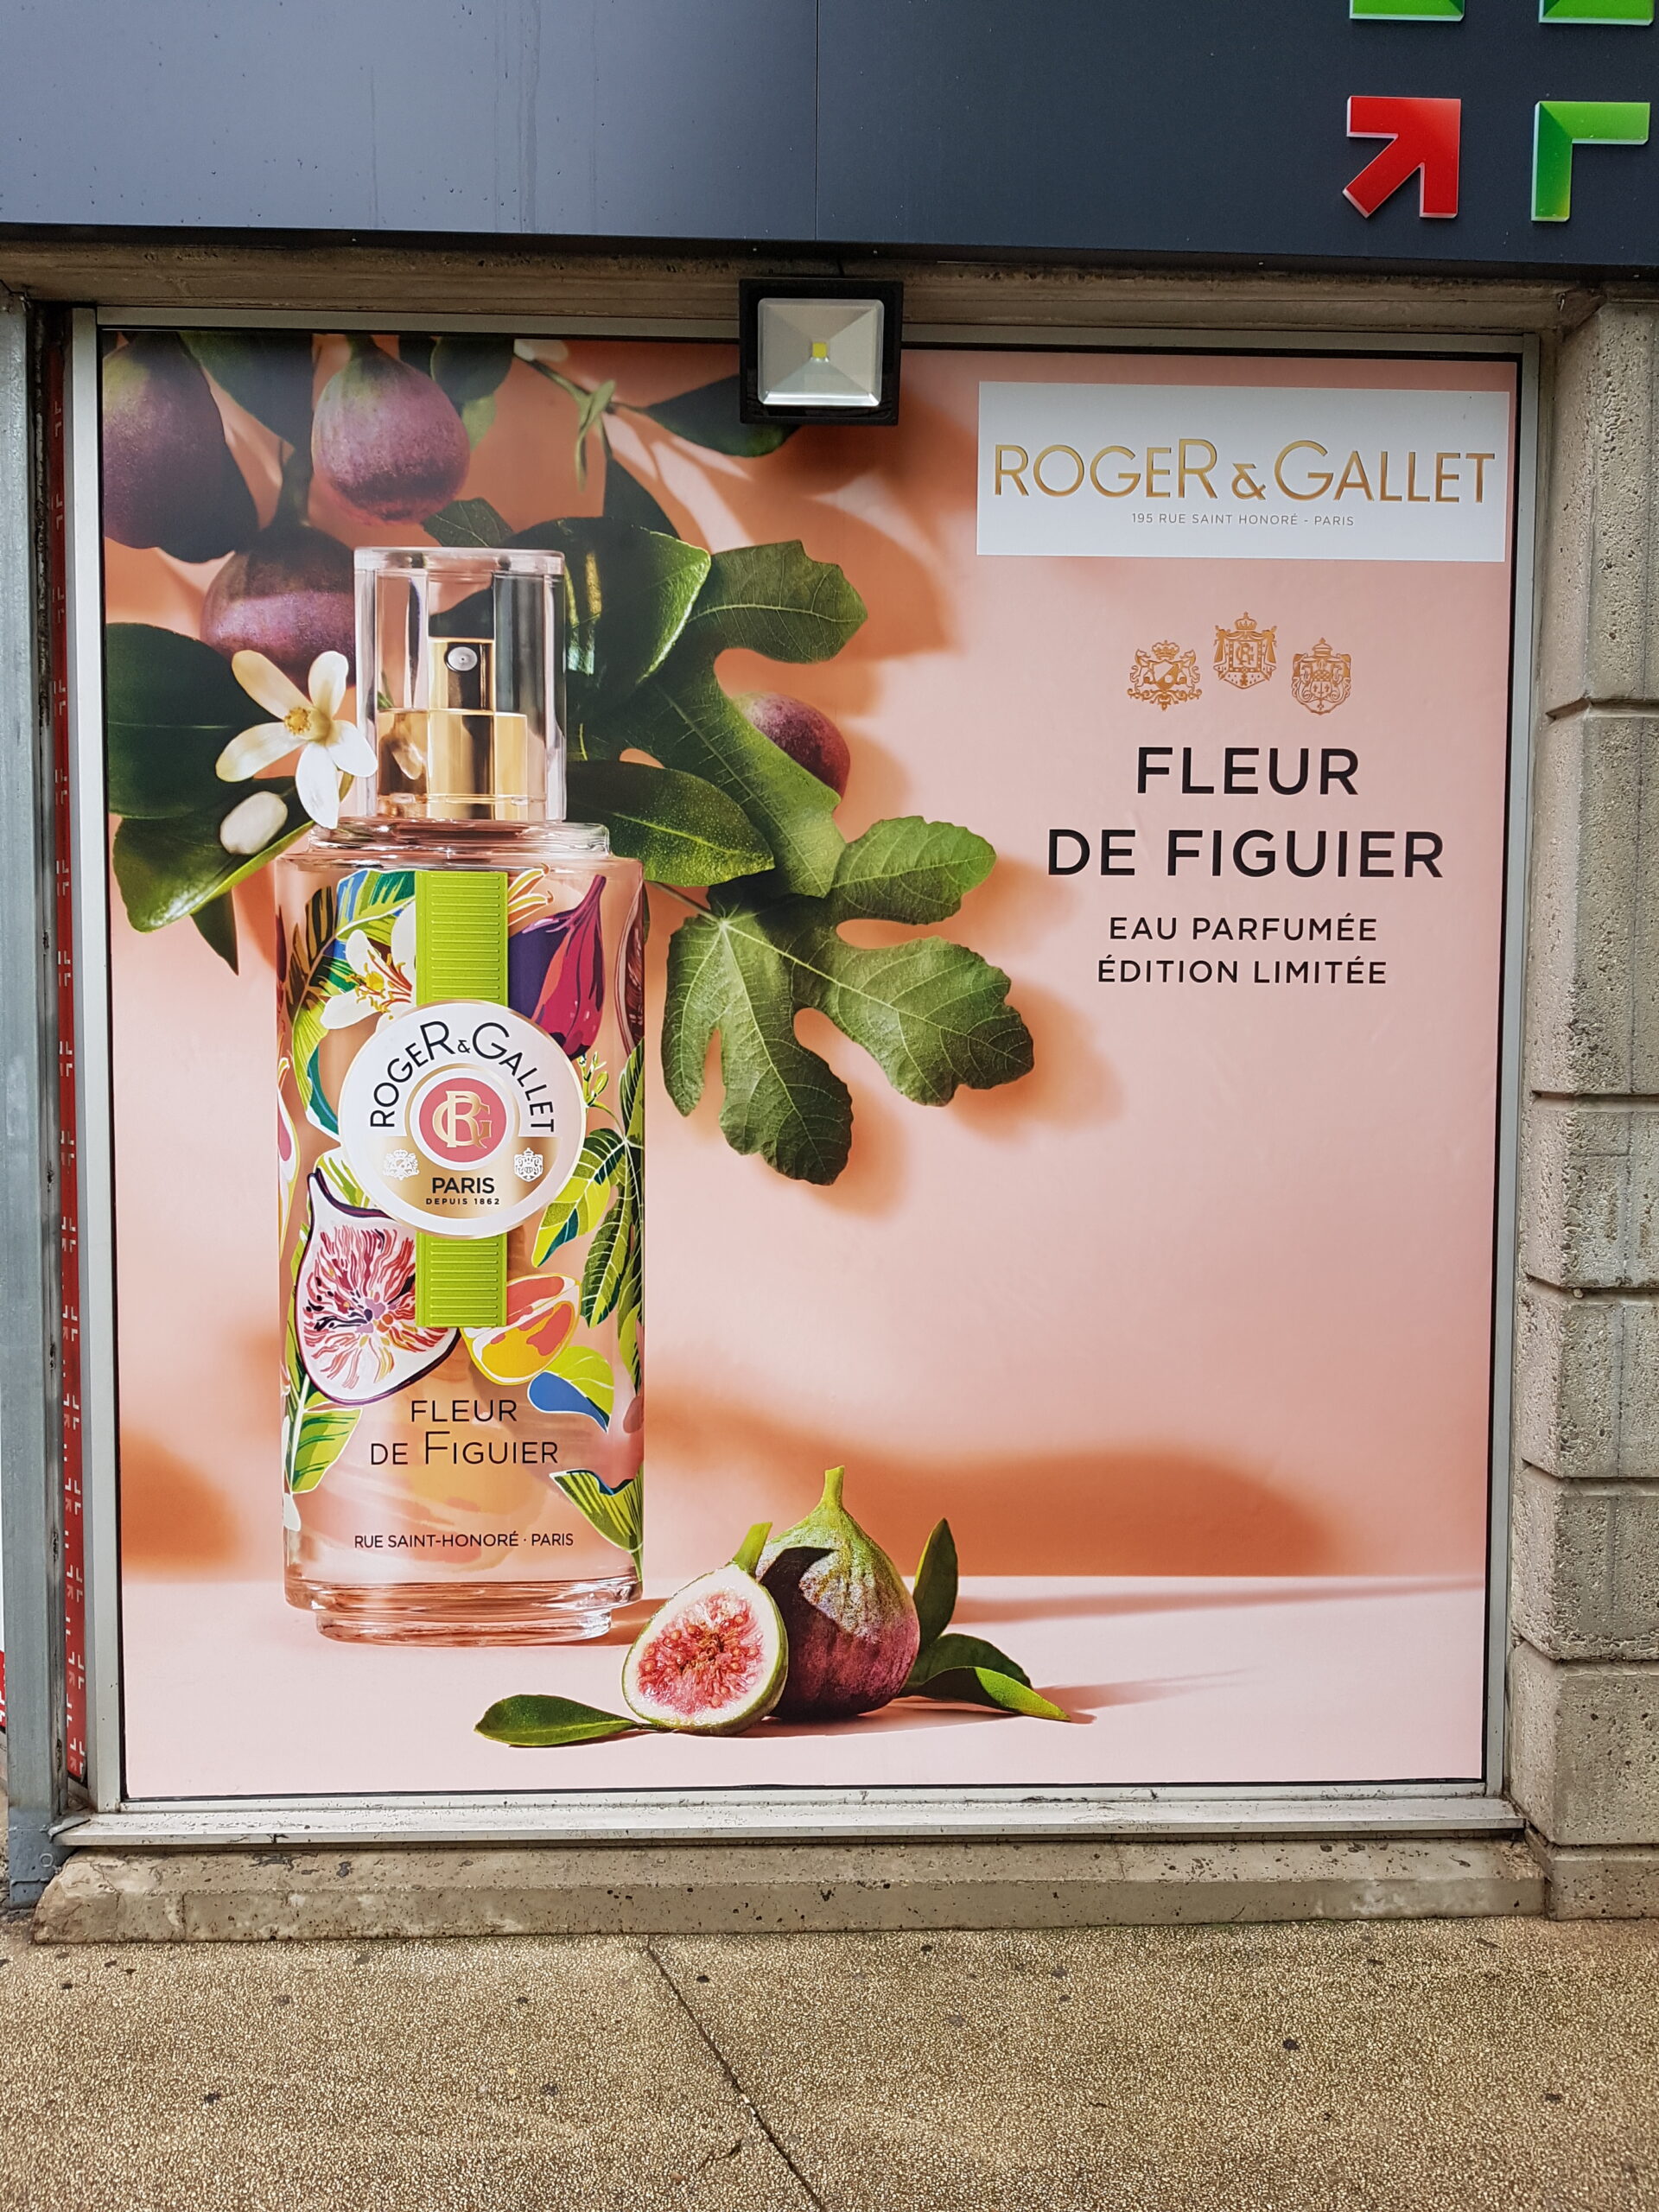 ROGER & GALLET
195 RUE SAINT HONORÉ - PARIS
FLEUR
DE FIGUIER
EAU PARFUMÉE
ÉDITION LIMITÉE
ROGER & GALLET
RG
PARIS
DEPUIS 1862
FLEUR
DE FIGUIER
RUE SAINT-HONORÉ · PARIS